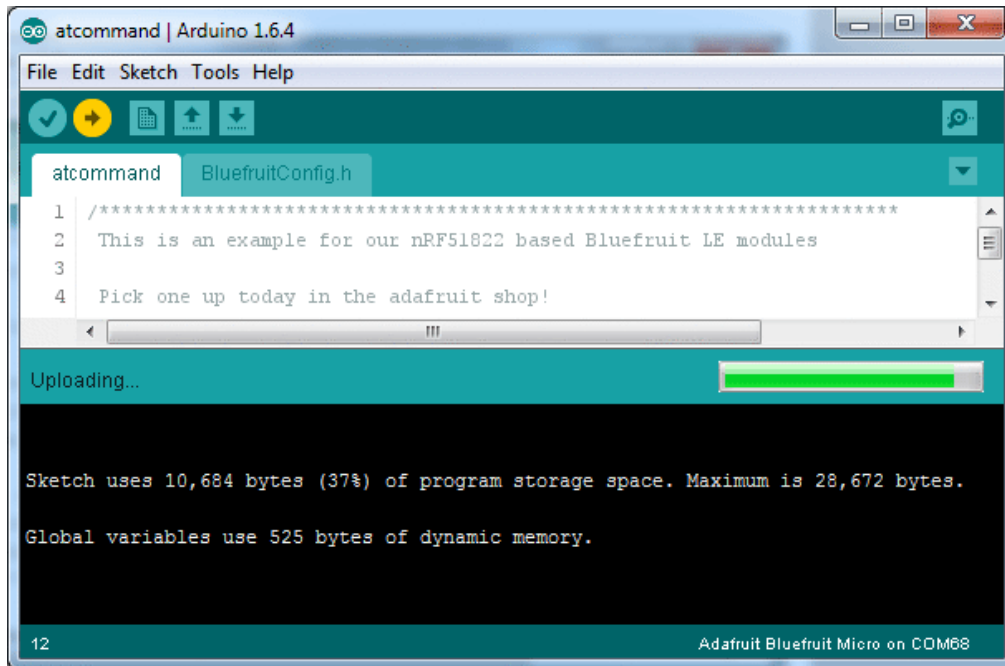 atcommand | Arduino 1.6.4
File Edit Sketch Tools Help
atcommand BluefruitConfig.h
1 /*********************************************************************
2 This is an example for our nRF51822 based Bluefruit LE modules
3
4 Pick one up today in the adafruit shop!
Uploading...
Sketch uses 10,684 bytes (37%) of program storage space. Maximum is 28,672 bytes.
Global variables use 525 bytes of dynamic memory.
12 Adafruit Bluefruit Micro on COM68